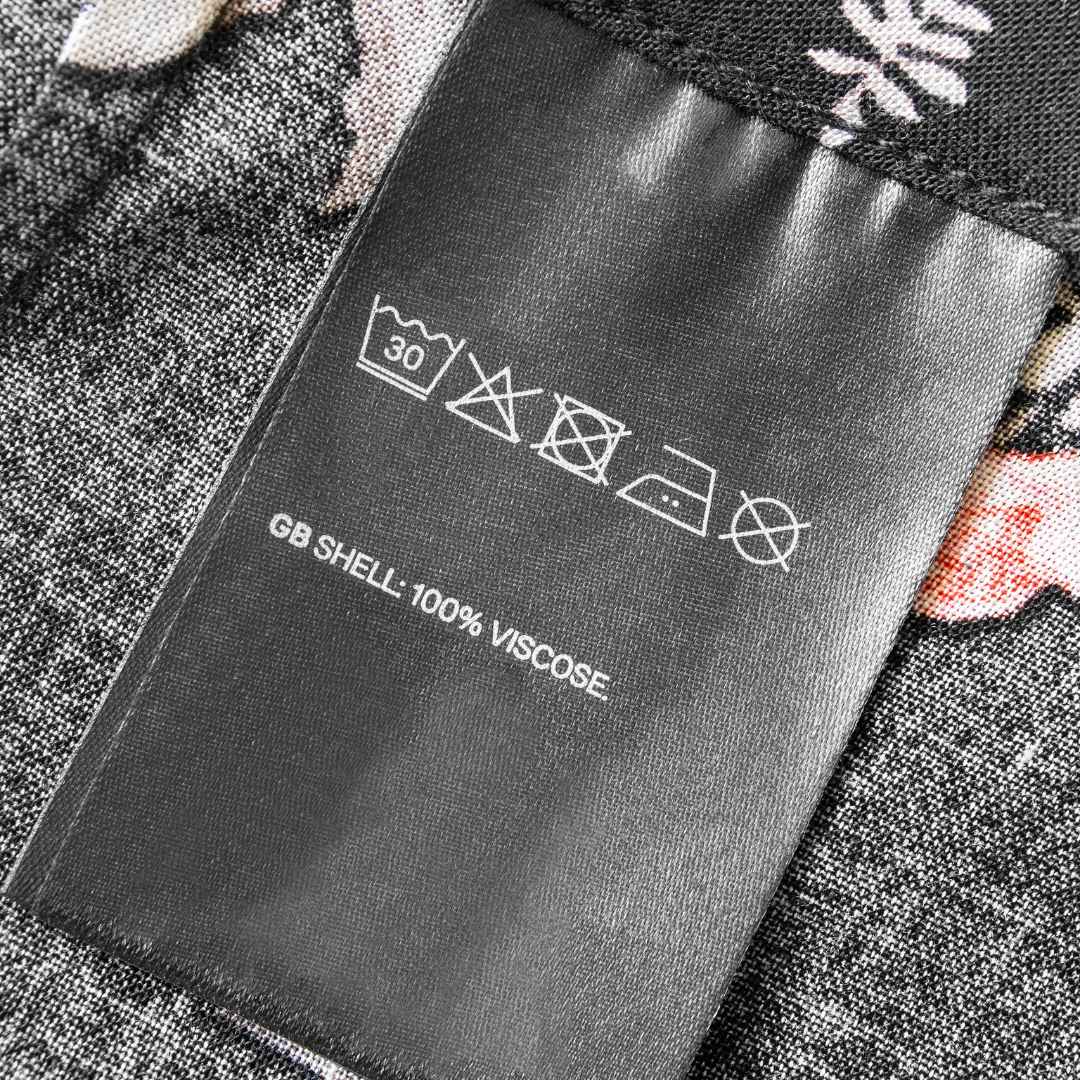 30
GB SHELL: 100% VISCOSE.